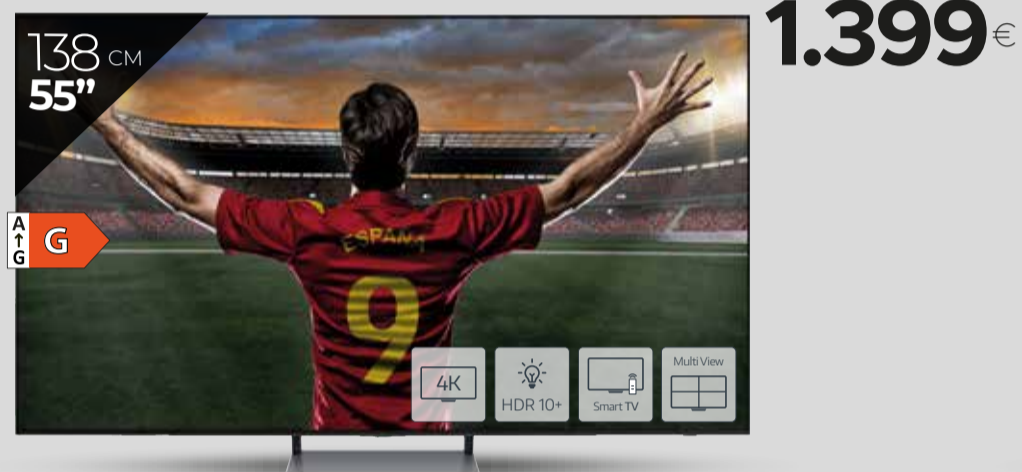 138 CM
55”
1.399 €
A
↑
G
G
ESPAÑA
9
4K
HDR 10+
Smart TV
Multi View